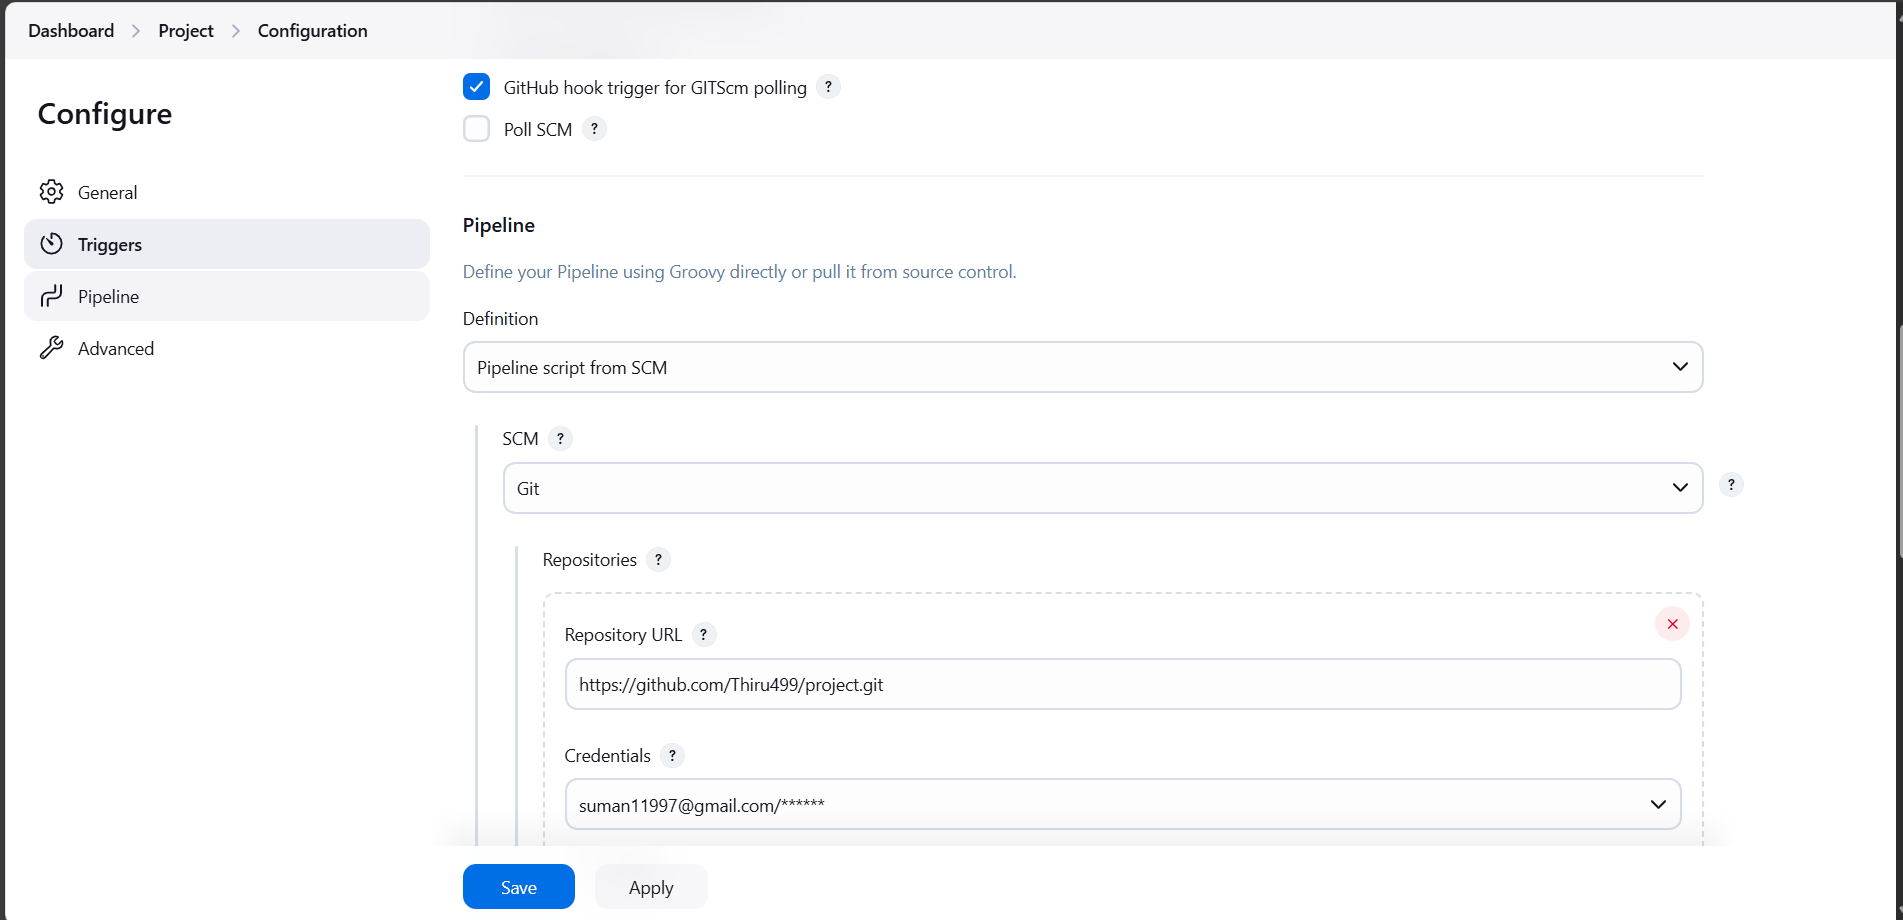 Dashboard > Project > Configuration
Configure
General
Triggers
Pipeline
Advanced
GitHub hook trigger for GITScm polling ?
Poll SCM ?
Pipeline
Define your Pipeline using Groovy directly or pull it from source control.
Definition
Pipeline script from SCM
SCM ?
Git
?
Repositories ?
Repository URL ?
https://github.com/Thiru499/project.git
Credentials ?
suman11997@gmail.com/******
Save
Apply